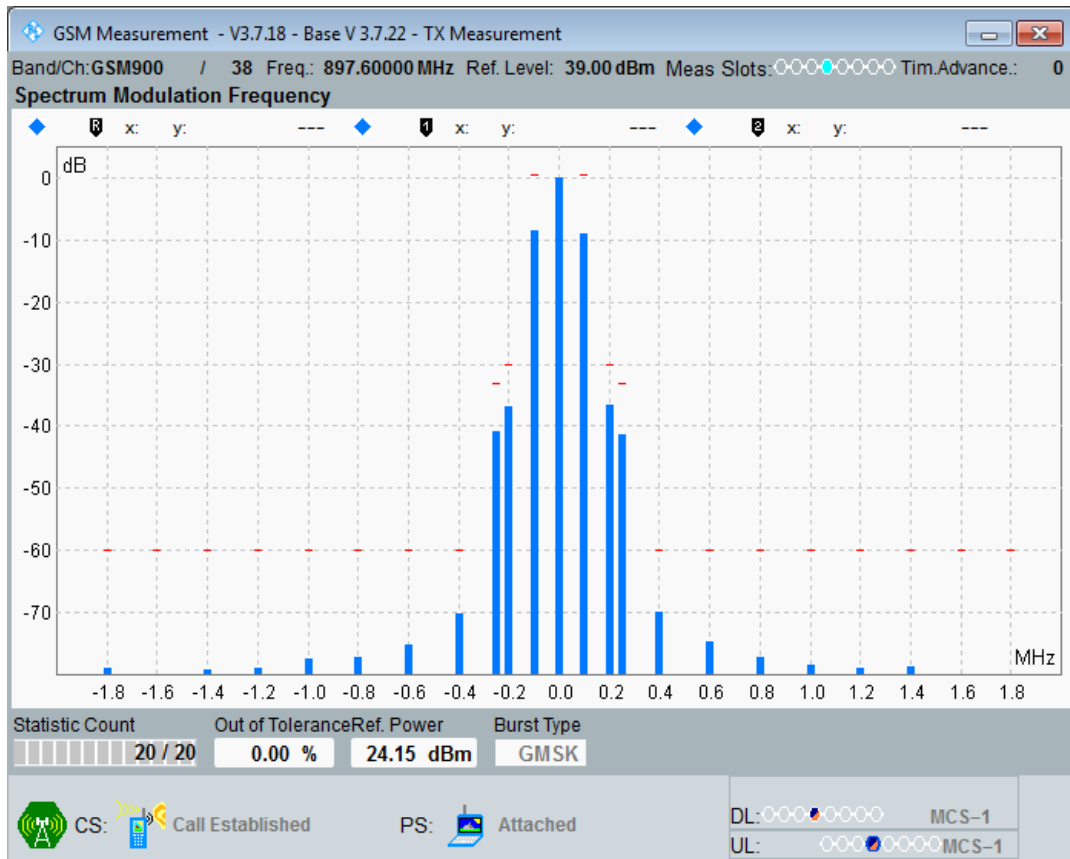 GSM Measurement - V3.7.18 - Base V 3.7.22 - TX Measurement
Band/Ch:GSM900 / 38 Freq.: 897.60000 MHz Ref. Level: 39.00 dBm Meas Slots: Tim.Advance.: 0
Spectrum Modulation Frequency
R x: y: --- 1 x: y: --- 2 x: y: ---
dB
0
-10
-20
-30
-40
-50
-60
-70
MHz
-1.8 -1.6 -1.4 -1.2 -1.0 -0.8 -0.6 -0.4 -0.2 0.0 0.2 0.4 0.6 0.8 1.0 1.2 1.4 1.6 1.8
Statistic Count Out of Tolerance Ref. Power Burst Type
20 / 20 0.00 % 24.15 dBm GMSK
CS: Call Established PS: Attached
DL: MCS-1
UL: MCS-1